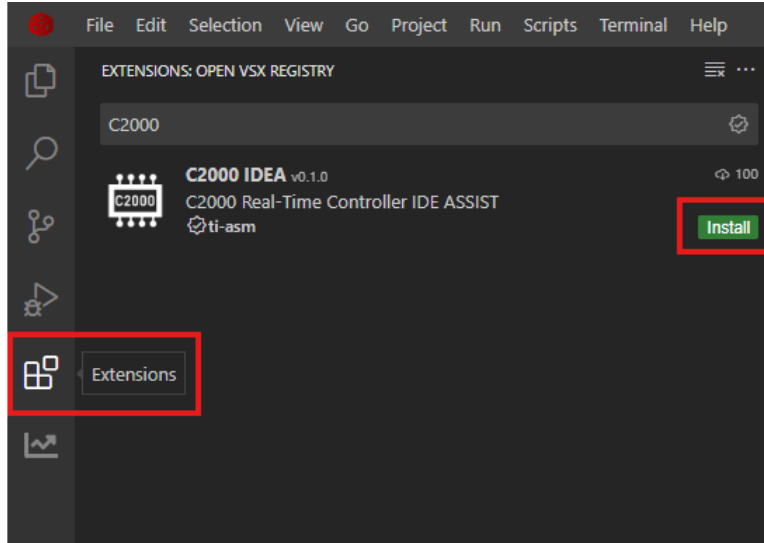 File Edit Selection View Go Project Run Scripts Terminal Help
EXTENSIONS: OPEN VSX REGISTRY
C2000
C2000 IDEA v0.1.0 100
C2000
C2000 Real-Time Controller IDE ASSIST
ti-asm
Install
Extensions